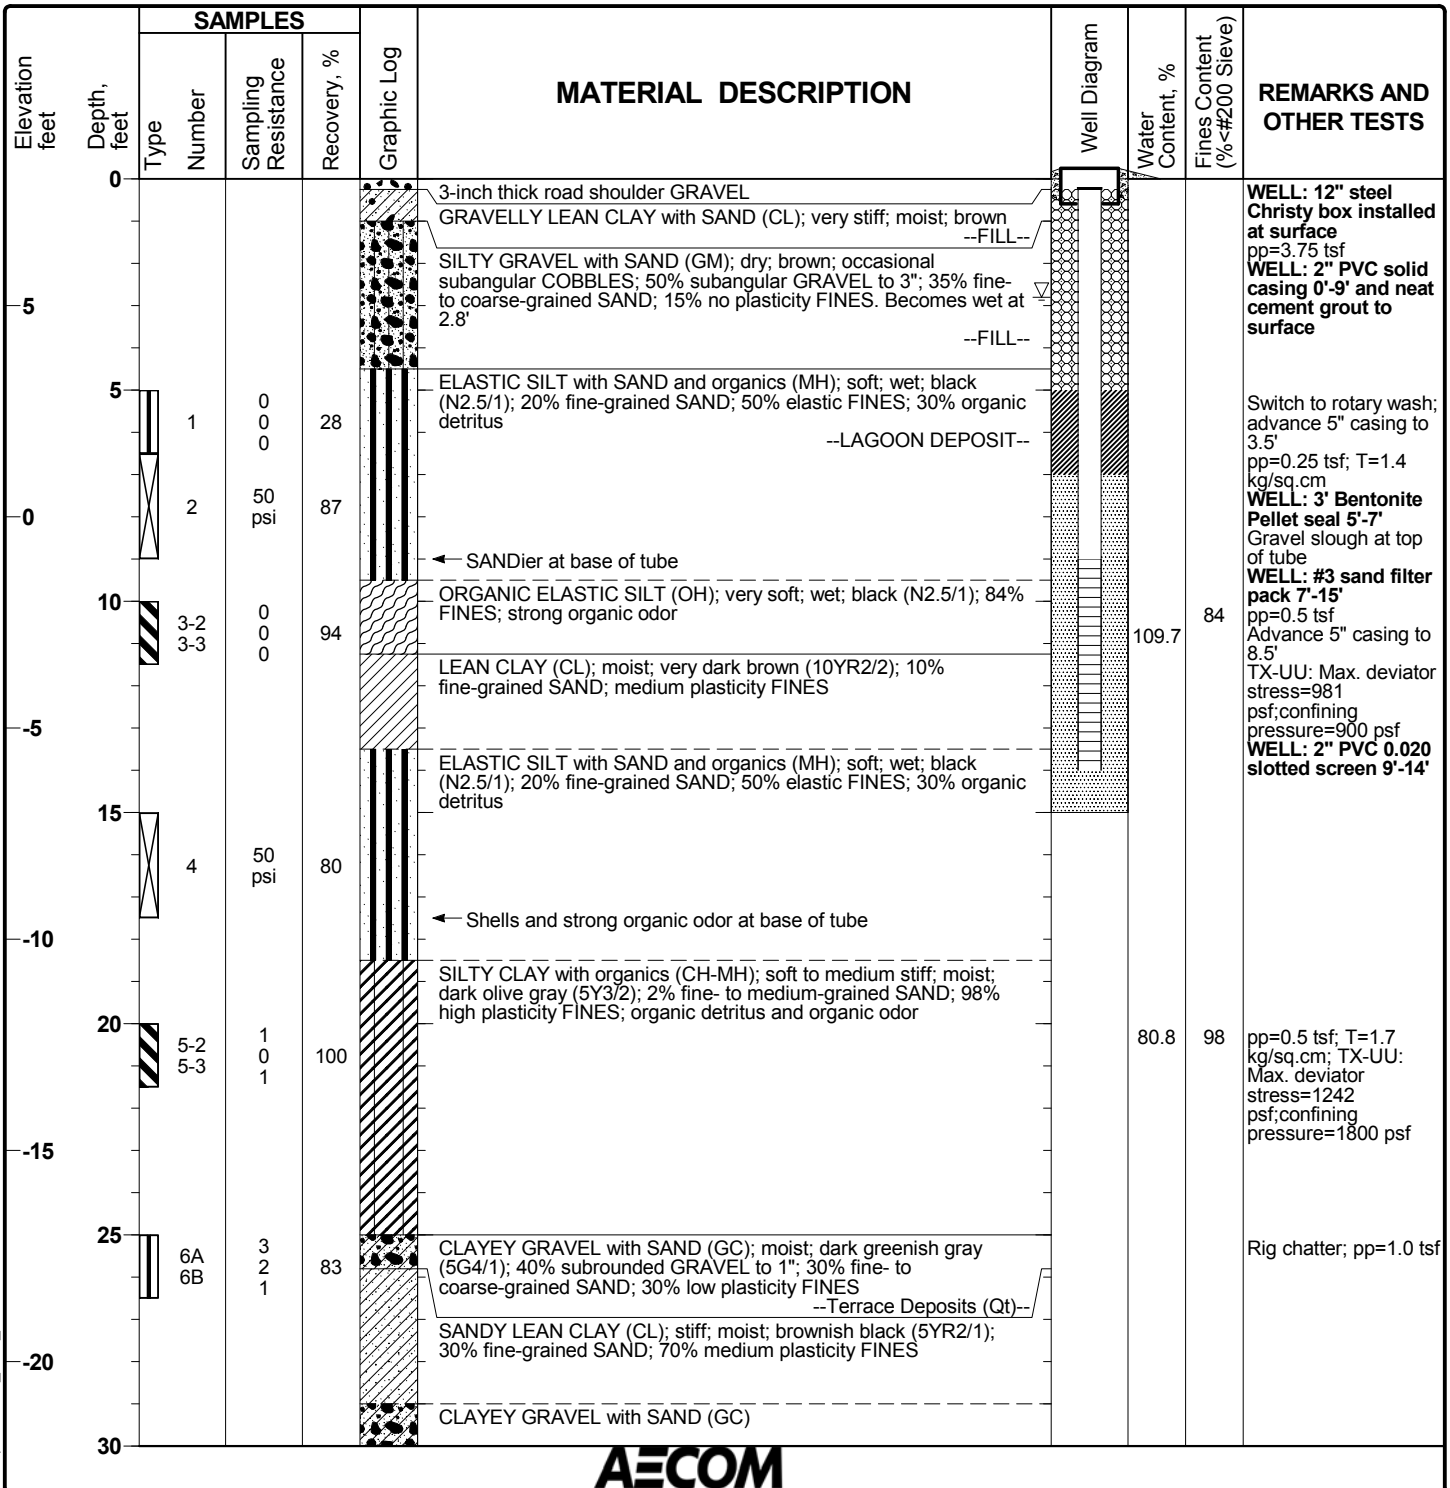 SAMPLES
Elevation
feet
Depth,
feet
Type
Number
Sampling
Resistance
Recovery, %
Graphic Log
MATERIAL DESCRIPTION
Well Diagram
Water
Content, %
Fines Content
(%<#200 Sieve)
REMARKS AND
OTHER TESTS
0
5
10
15
20
25
30
5
0
-5
-10
-15
-20
1
0
0
0
28
2
50
psi
87
3-2
3-3
0
0
0
94
4
50
psi
80
5-2
5-3
1
0
1
100
6A
6B
3
2
1
83
3-inch thick road shoulder GRAVEL
GRAVELLY LEAN CLAY with SAND (CL); very stiff; moist; brown
--FILL--
SILTY GRAVEL with SAND (GM); dry; brown; occasional
subangular COBBLES; 50% subangular GRAVEL to 3"; 35% fine-
to coarse-grained SAND; 15% no plasticity FINES. Becomes wet at
2.8'
--FILL--
ELASTIC SILT with SAND and organics (MH); soft; wet; black
(N2.5/1); 20% fine-grained SAND; 50% elastic FINES; 30% organic
detritus
--LAGOON DEPOSIT--
SANDier at base of tube
ORGANIC ELASTIC SILT (OH); very soft; wet; black (N2.5/1); 84%
FINES; strong organic odor
LEAN CLAY (CL); moist; very dark brown (10YR2/2); 10%
fine-grained SAND; medium plasticity FINES
ELASTIC SILT with SAND and organics (MH); soft; wet; black
(N2.5/1); 20% fine-grained SAND; 50% elastic FINES; 30% organic
detritus
Shells and strong organic odor at base of tube
SILTY CLAY with organics (CH-MH); soft to medium stiff; moist;
dark olive gray (5Y3/2); 2% fine- to medium-grained SAND; 98%
high plasticity FINES; organic detritus and organic odor
CLAYEY GRAVEL with SAND (GC); moist; dark greenish gray
(5G4/1); 40% subrounded GRAVEL to 1"; 30% fine- to
coarse-grained SAND; 30% low plasticity FINES
--Terrace Deposits (Qt)--
SANDY LEAN CLAY (CL); stiff; moist; brownish black (5YR2/1);
30% fine-grained SAND; 70% medium plasticity FINES
CLAYEY GRAVEL with SAND (GC)
109.7
84
80.8
98
WELL: 12" steel
Christy box installed
at surface
pp=3.75 tsf
WELL: 2" PVC solid
casing 0'-9' and neat
cement grout to
surface
Switch to rotary wash;
advance 5" casing to
3.5'
pp=0.25 tsf; T=1.4
kg/sq.cm
WELL: 3' Bentonite
Pellet seal 5'-7'
Gravel slough at top
of tube
WELL: #3 sand filter
pack 7'-15'
pp=0.5 tsf
Advance 5" casing to
8.5'
TX-UU: Max. deviator
stress=981
psf;confining
pressure=900 psf
WELL: 2" PVC 0.020
slotted screen 9'-14'
pp=0.5 tsf; T=1.7
kg/sq.cm; TX-UU:
Max. deviator
stress=1242
psf;confining
pressure=1800 psf
Rig chatter; pp=1.0 tsf
AECOM